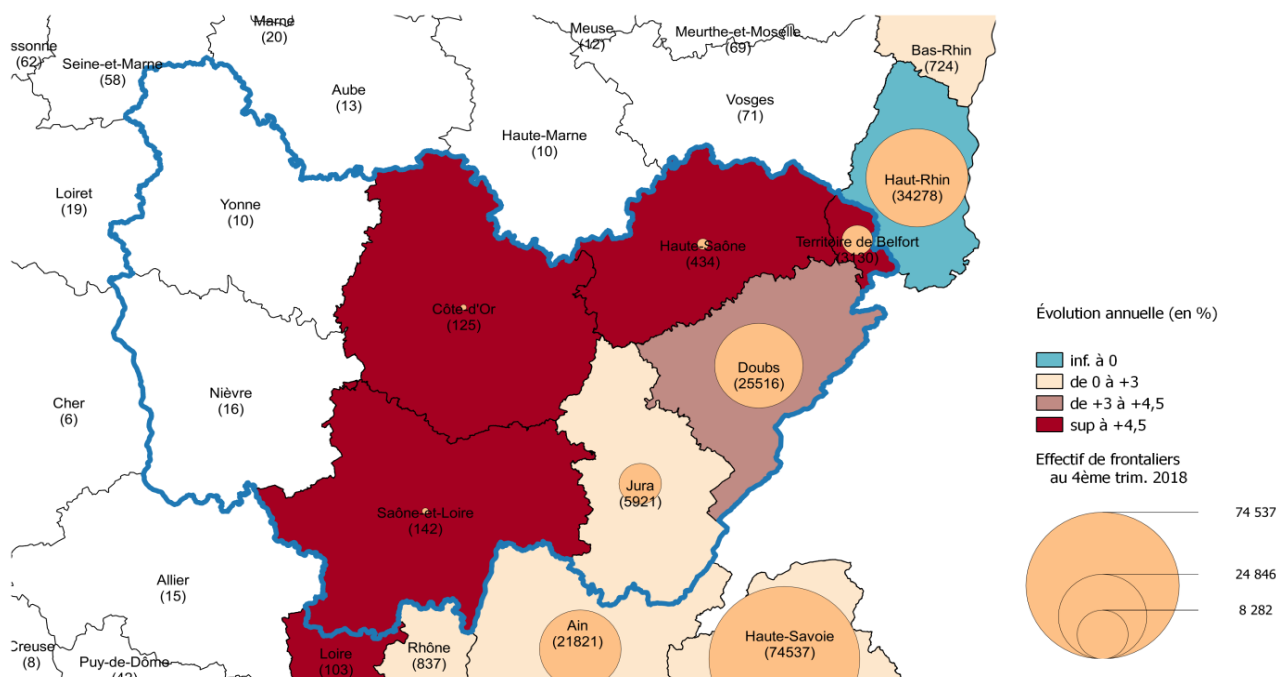 Marne
(20)
Meuse
(12)
Meurthe-et-Moselle
(69)
Bas-Rhin
(724)
ssonne
(62)
Seine-et-Marne
(58)
Aube
(13)
Vosges
(71)
Haute-Marne
(10)
Haut-Rhin
(34278)
Loiret
(19)
Yonne
(10)
Haute-Saône
(434)
Territoire de Belfort
(3130)
Côte-d'Or
(125)
Doubs
(25516)
Nièvre
(16)
Cher
(6)
Jura
(5921)
Saône-et-Loire
(142)
Allier
(15)
Creuse
(8)
Puy-de-Dôme
(43)
Loire
(103)
Rhône
(837)
Ain
(21821)
Haute-Savoie
(74537)
Évolution annuelle (en %)
inf. à 0
de 0 à +3
de +3 à +4,5
sup à +4,5
Effectif de frontaliers
au 4ème trim. 2018
74 537
24 846
8 282